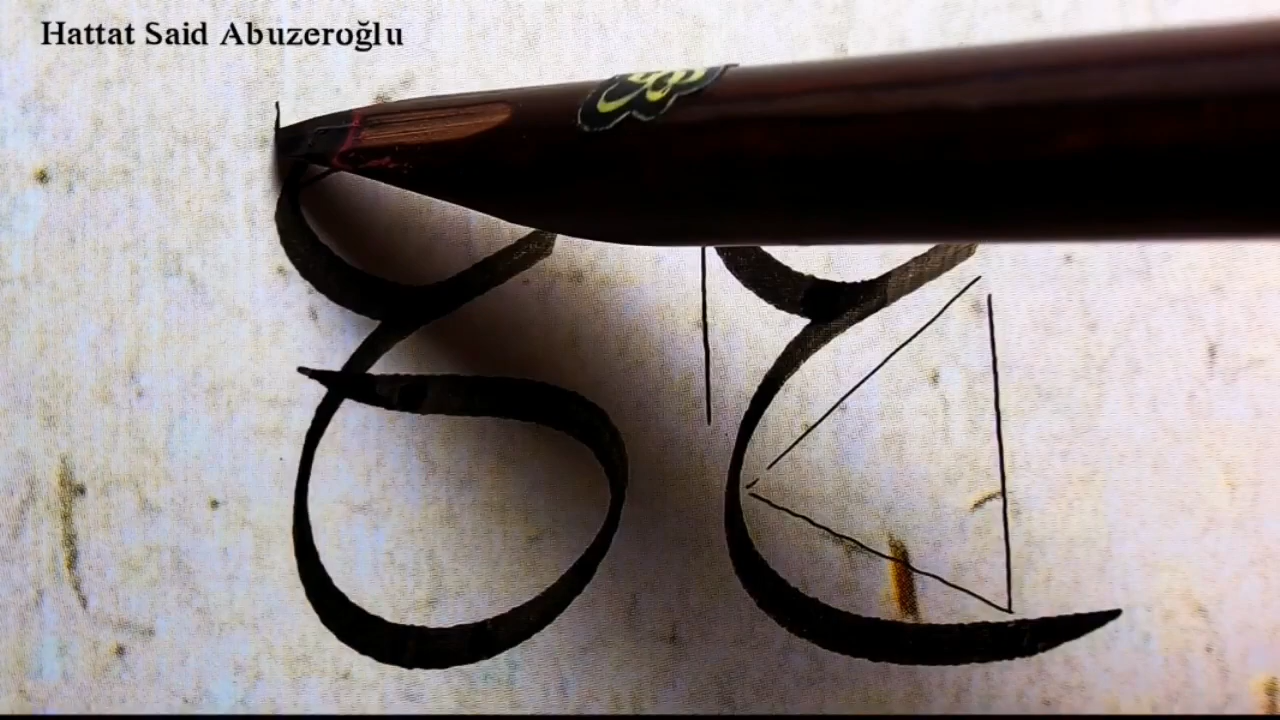 Hattat Said Abuzeroğlu
ع ع